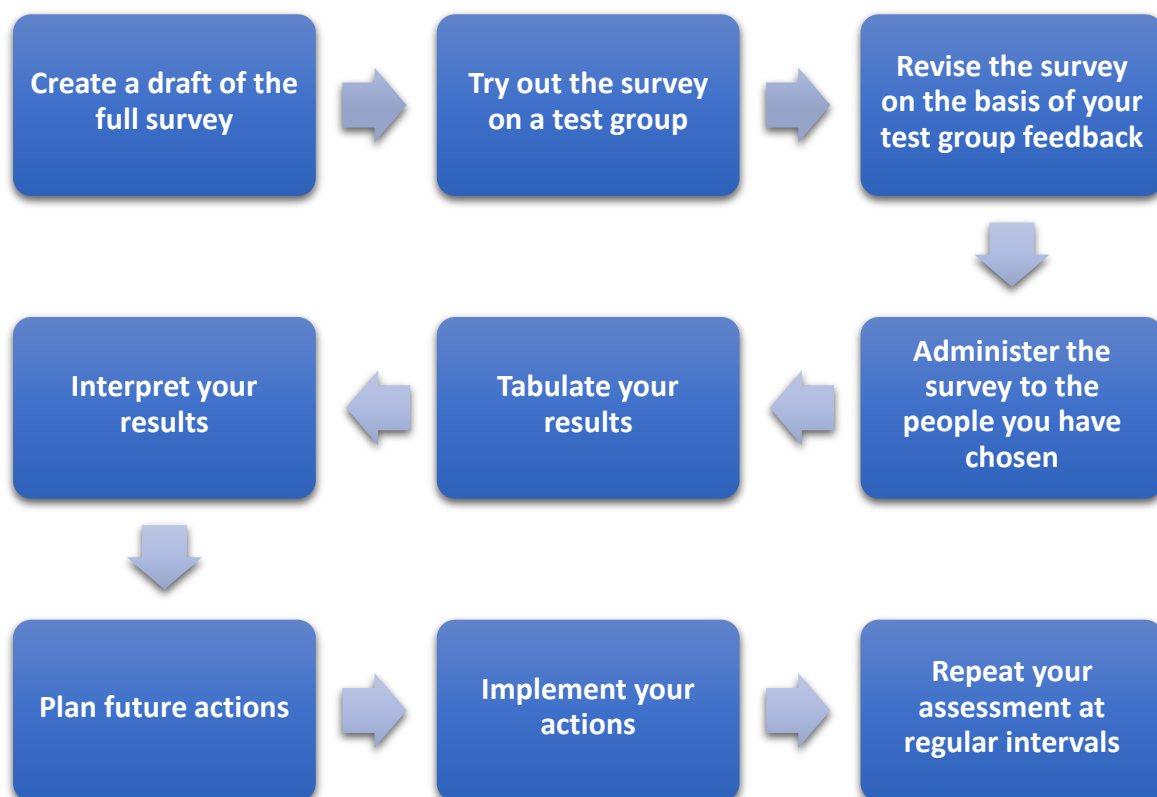 Create a draft of the
full survey
Try out the survey
on a test group
Revise the survey
on the basis of your
test group feedback
Administer the
survey to the
people you have
chosen
Tabulate your
results
Interpret your
results
Plan future actions
Implement your
actions
Repeat your
assessment at
regular intervals